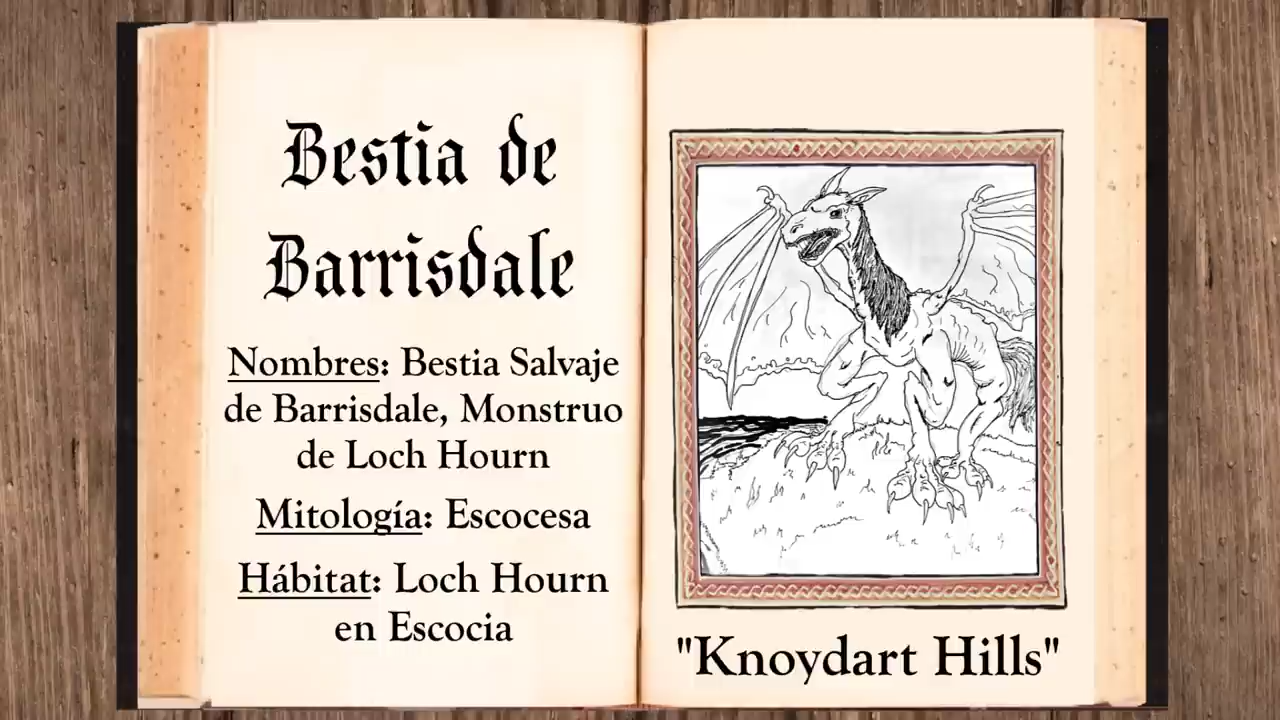 Bestia de
Barrisdale
Nombres: Bestia Salvaje
de Barrisdale, Monstruo
de Loch Hourn
Mitología: Escocesa
Hábitat: Loch Hourn
en Escocia
"Knoydart Hills"